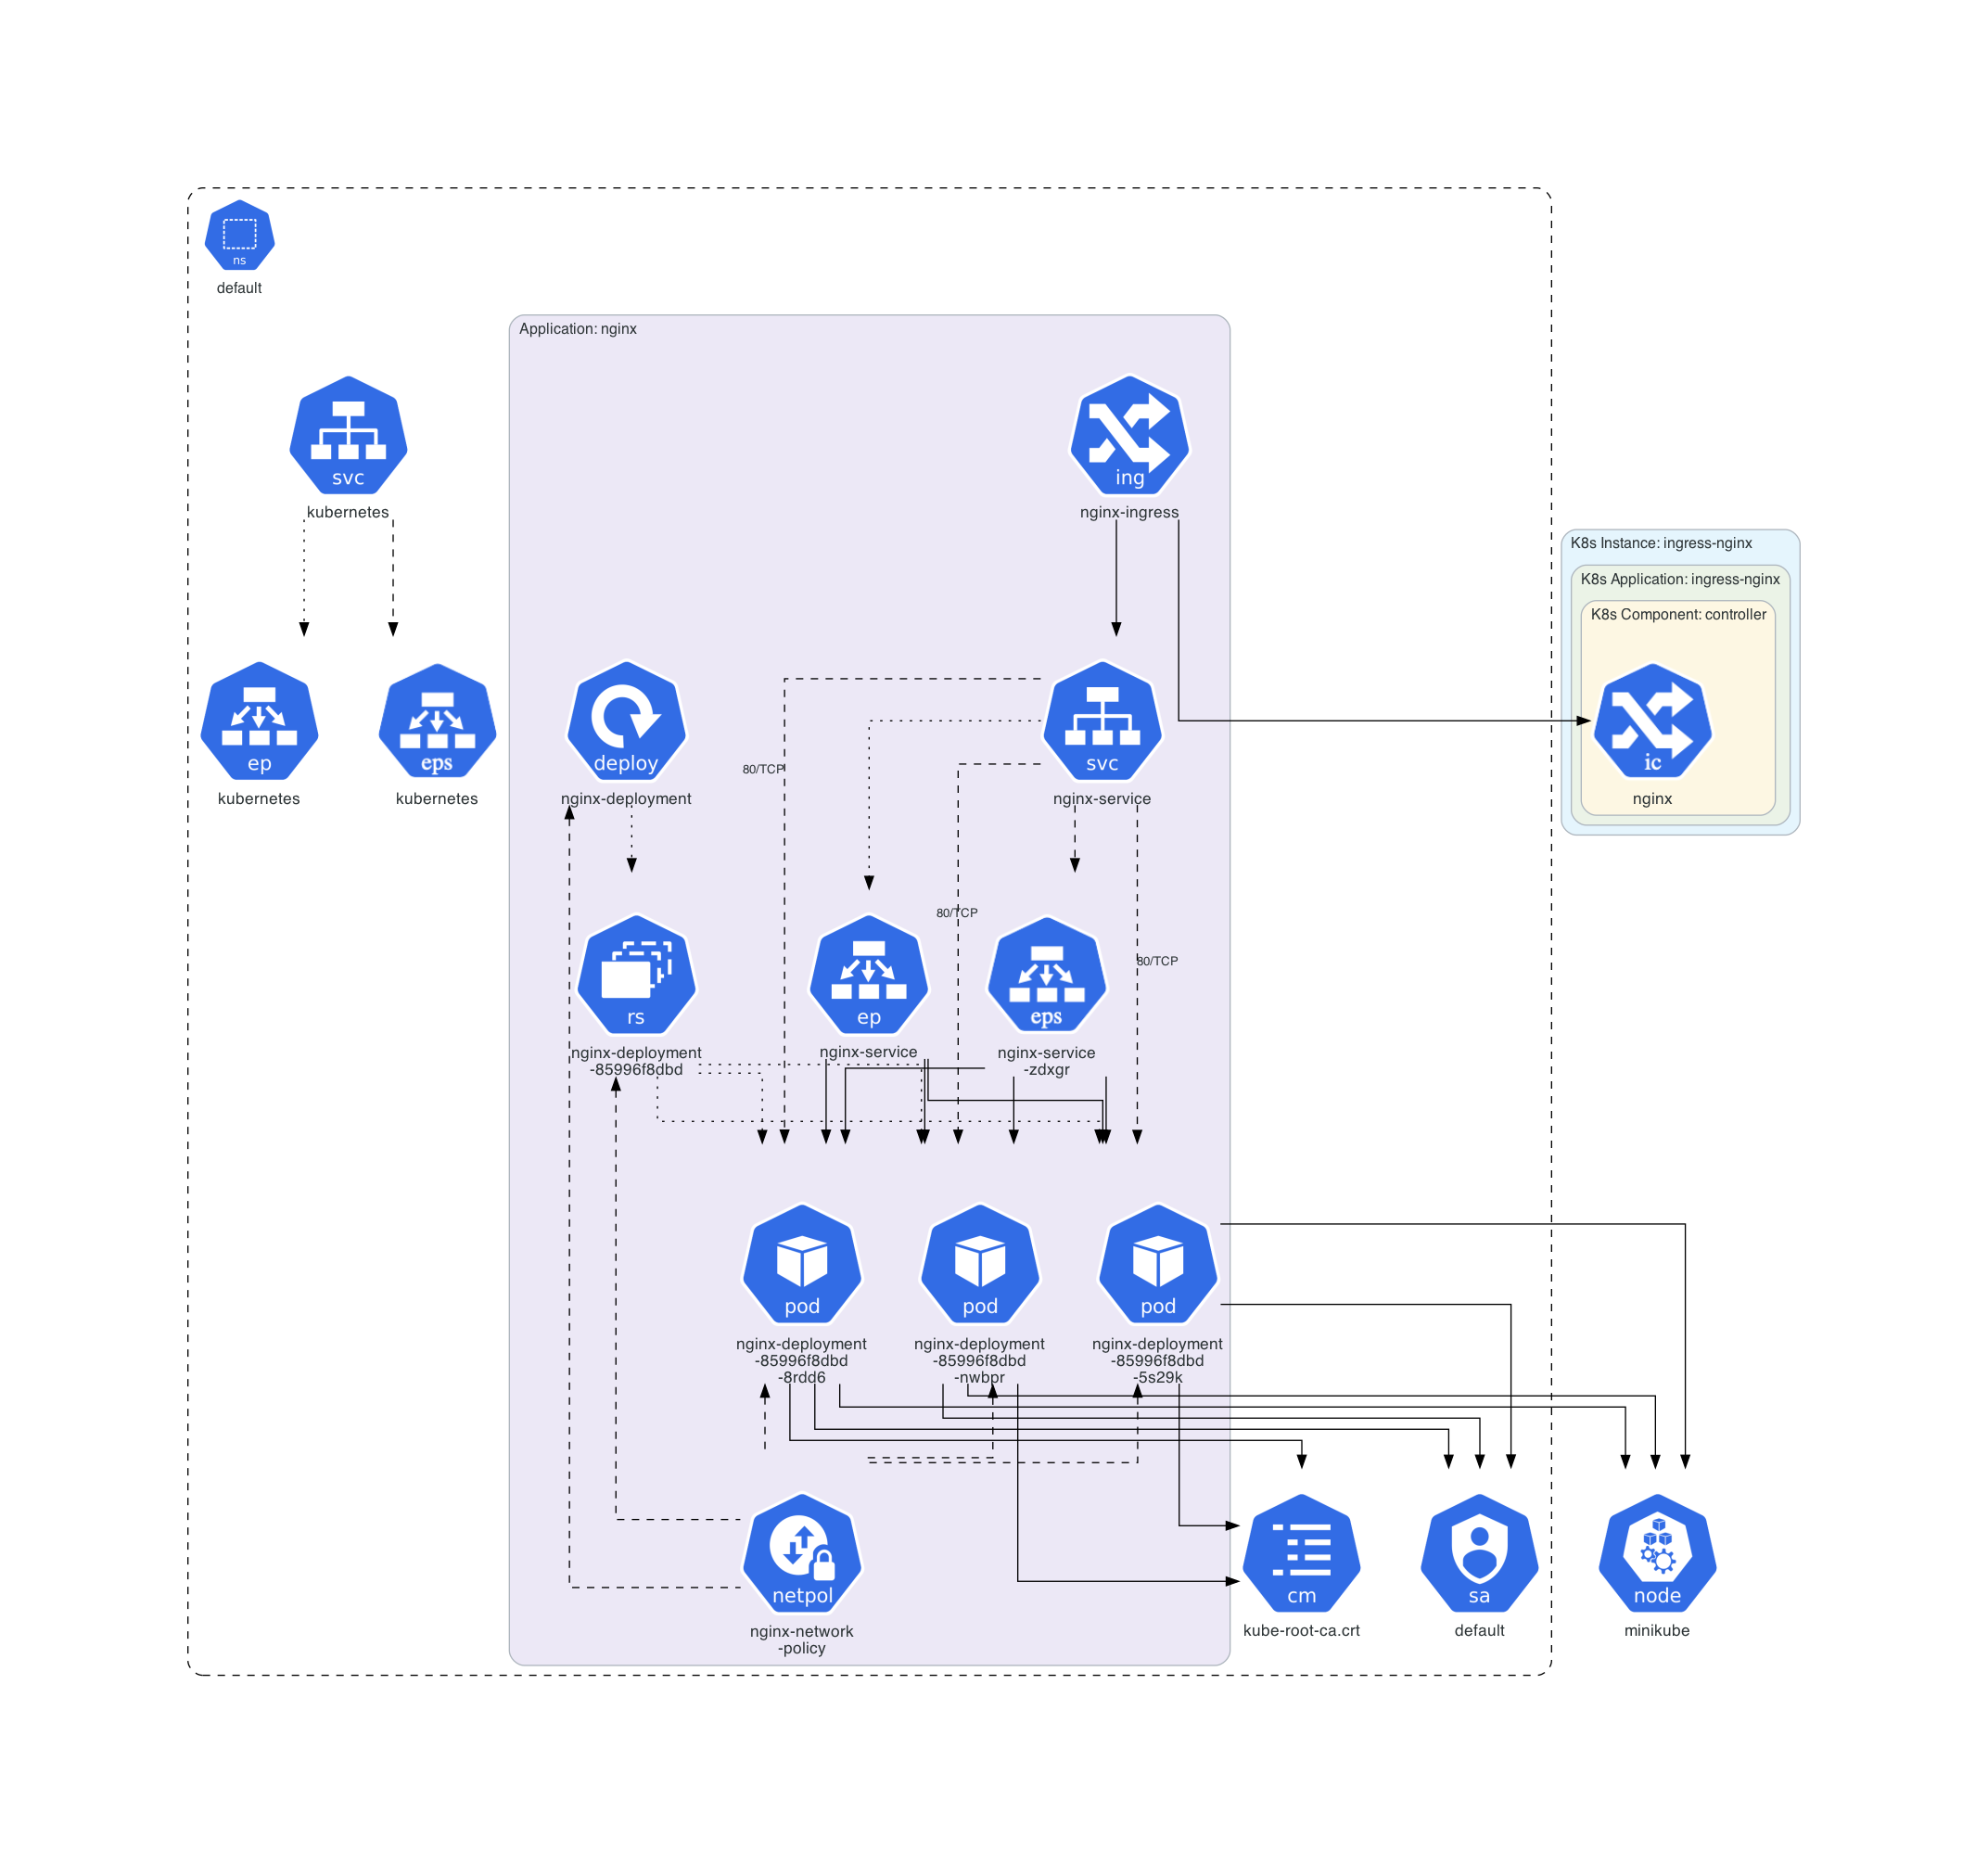 ns
default
Application: nginx
svc
kubernetes
ing
nginx-ingress
K8s Instance: ingress-nginx
K8s Application: ingress-nginx
K8s Component: controller
ep
kubernetes
eps
kubernetes
deploy
nginx-deployment
80/TCP
svc
nginx-service
ic
nginx
80/TCP
80/TCP
rs
nginx-deployment
-85996f8dbd
ep
nginx-service
eps
nginx-service
-zdxgr
pod
nginx-deployment
-85996f8dbd
-8rdd6
pod
nginx-deployment
-85996f8dbd
-nwbpr
pod
nginx-deployment
-85996f8dbd
-5s29k
netpol
nginx-network
-policy
cm
kube-root-ca.crt
sa
default
node
minikube